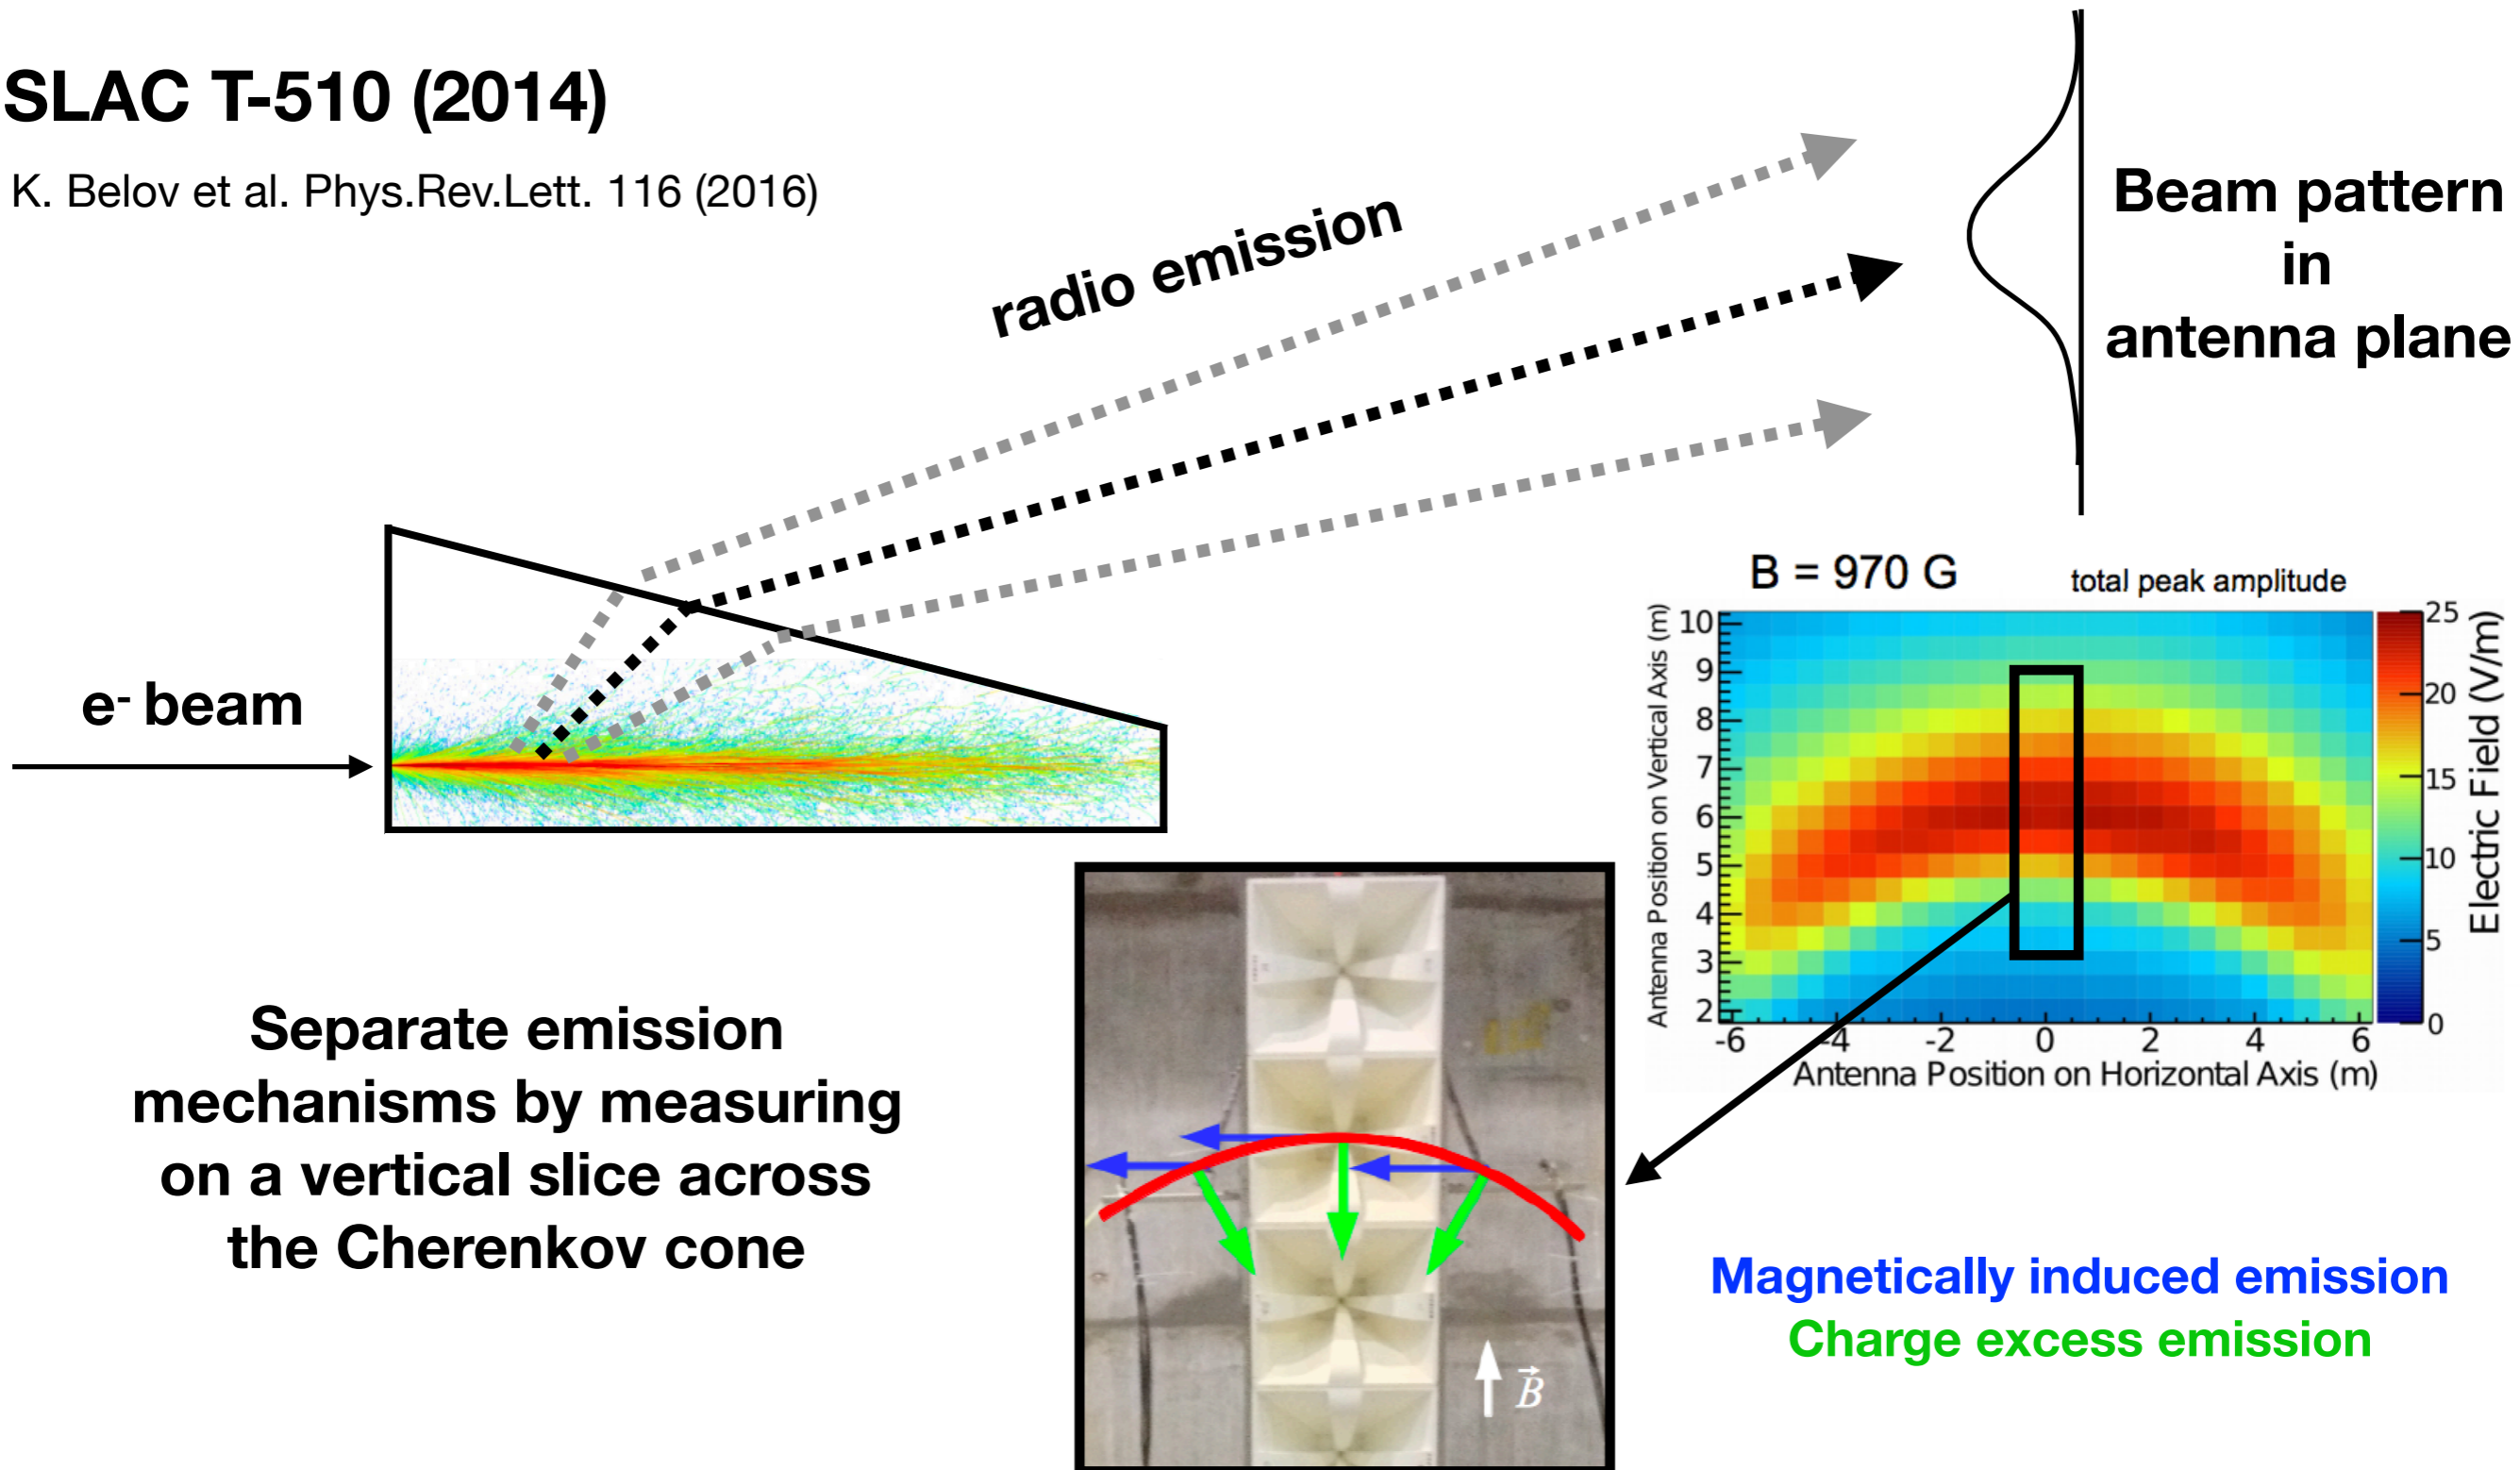 SLAC T-510 (2014)
K. Belov et al. Phys.Rev.Lett. 116 (2016)
radio emission
Beam pattern
in
antenna plane
e- beam
B = 970 G
total peak amplitude
Antenna Position on Vertical Axis (m)
10
9
8
7
6
5
4
3
2
-6
-4
-2
0
2
4
6
Antenna Position on Horizontal Axis (m)
25
20
15
10
5
0
Electric Field (V/m)
Separate emission
mechanisms by measuring
on a vertical slice across
the Cherenkov cone
B
Magnetically induced emission
Charge excess emission